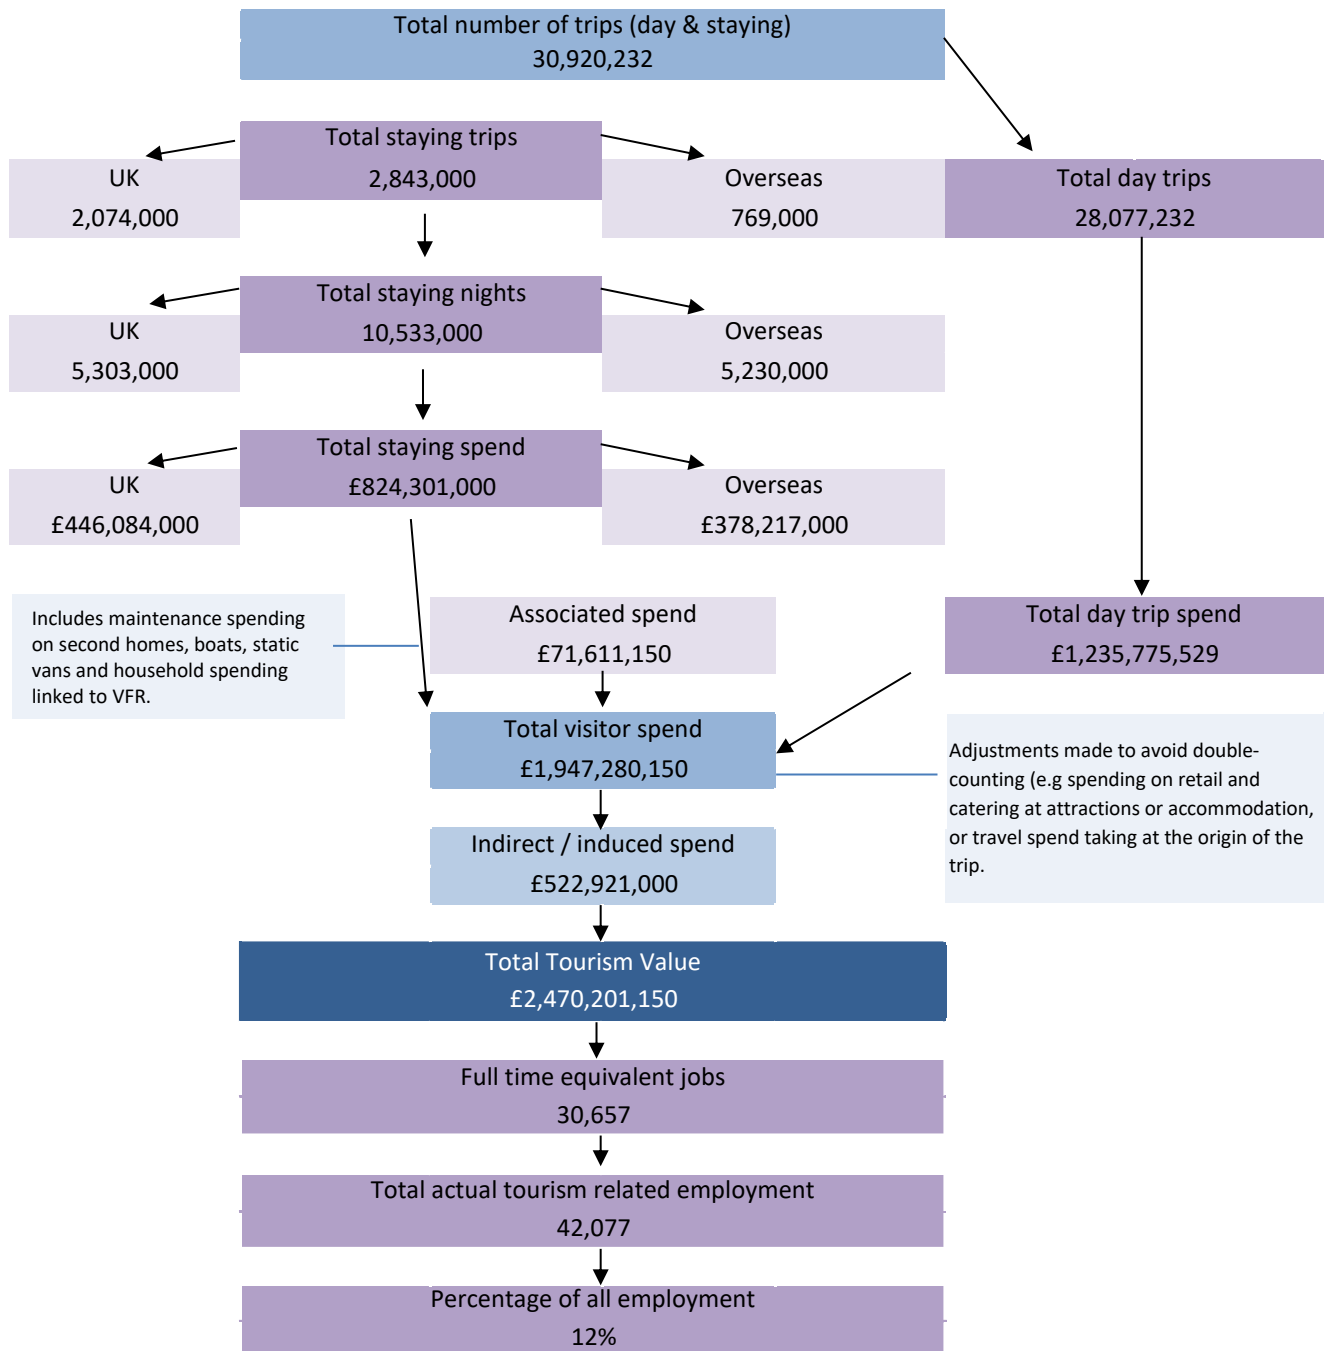 Total number of trips (day & staying)
30,920,232
Total staying trips
2,843,000
UK
2,074,000
Overseas
769,000
Total day trips
28,077,232
Total staying nights
10,533,000
UK
5,303,000
Overseas
5,230,000
Total staying spend
£824,301,000
UK
£446,084,000
Overseas
£378,217,000
Includes maintenance spending
on second homes, boats, static
vans and household spending
linked to VFR.
Associated spend
£71,611,150
Total day trip spend
£1,235,775,529
Total visitor spend
£1,947,280,150
Adjustments made to avoid double-
counting (e.g spending on retail and
catering at attractions or accommodation,
or travel spend taking at the origin of the
trip.
Indirect / induced spend
£522,921,000
Total Tourism Value
£2,470,201,150
Full time equivalent jobs
30,657
Total actual tourism related employment
42,077
Percentage of all employment
12%